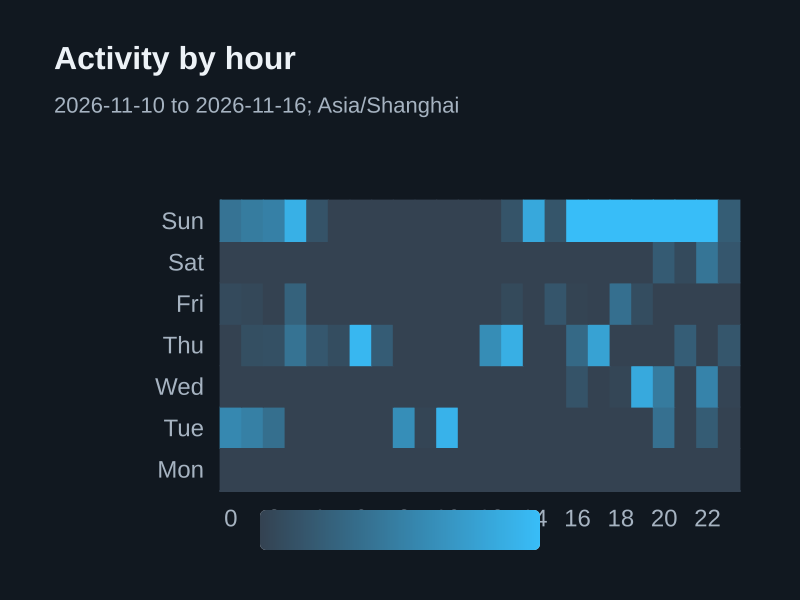 Activity by hour
2026-11-10 to 2026-11-16; Asia/Shanghai
Sun
Sat
Fri
Thu
Wed
Tue
Mon
0 16 18 20 22